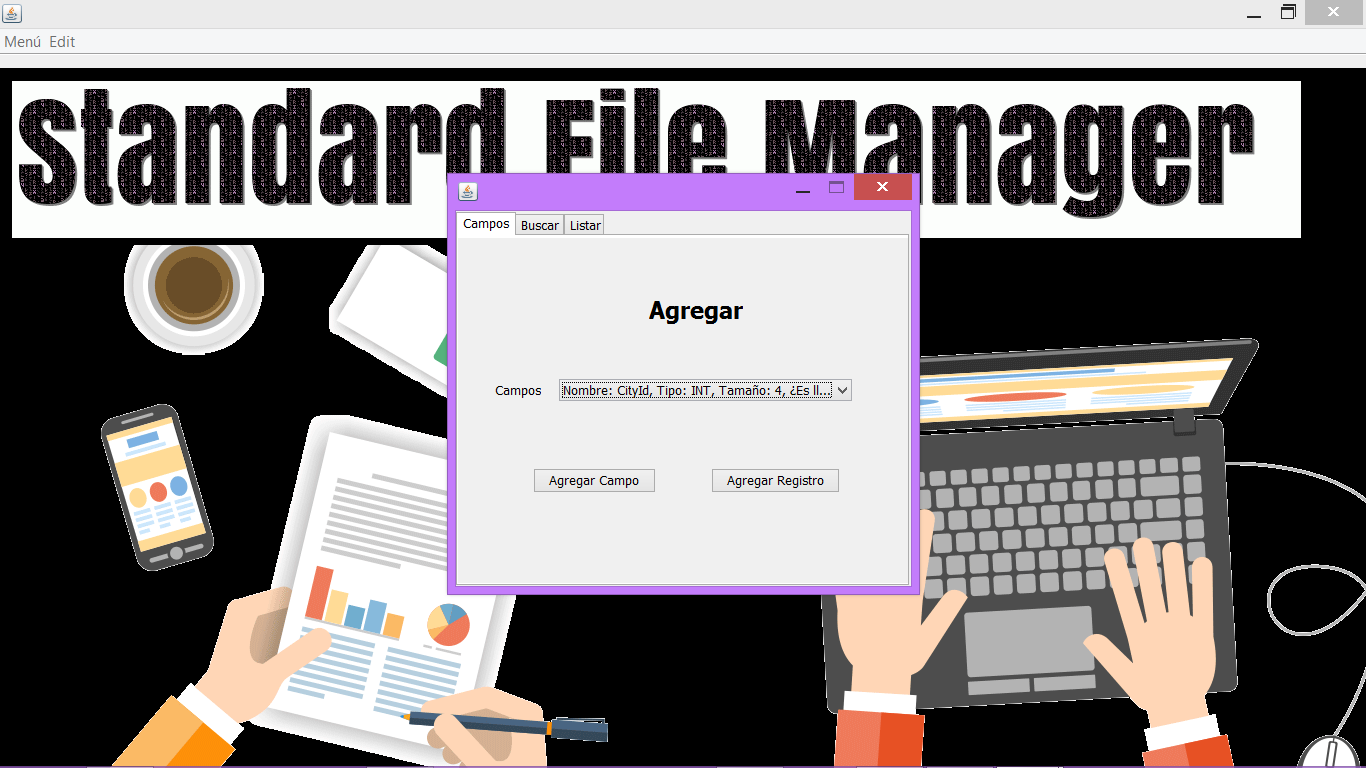 Menú Edit
Standard File Manager
Campos Buscar Listar
Agregar
Campos Nombre: CityId, Tipo: INT, Tamaño: 4, ¿Es ll...
Agregar Campo Agregar Registro